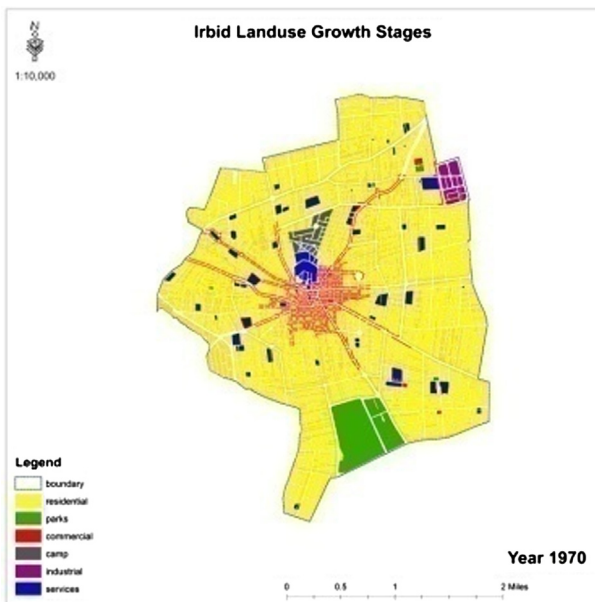 Irbid Landuse Growth Stages
N
1:10,000
Legend
boundary
residential
parks
commercial
camp
industrial
services
Year 1970
0 0.5 1 2 Miles